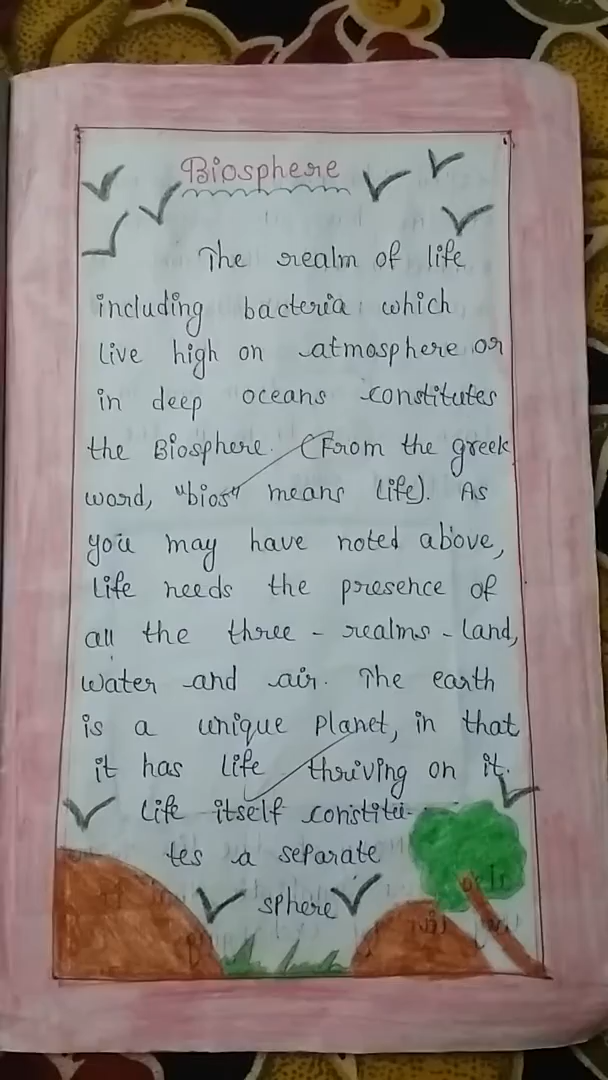 Biosphere
The realm of life
including bacteria which
live high on atmosphere or
in deep oceans constitutes
the Biosphere. (From the greek
word, "bios" means life). As
you may have noted above,
life needs the presence of
all the three - realms - land,
water and air. The earth
is a unique planet, in that
it has life thriving on it.
life itself constitu-
tes a separate
sphere